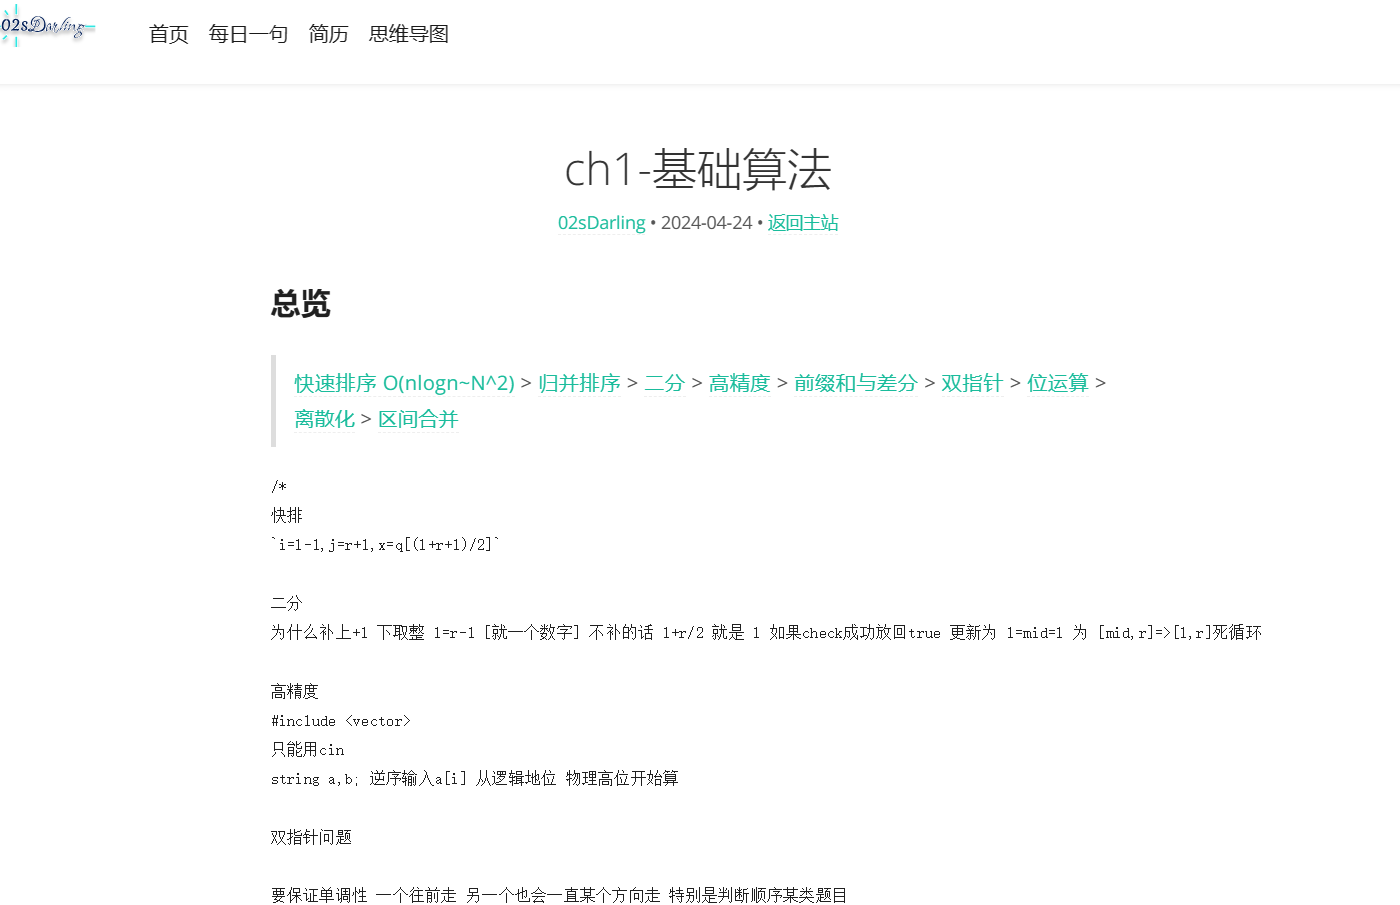 02sDarling
首页 每日一句 简历 思维导图
ch1-基础算法
02sDarling • 2024-04-24 • 返回主站
总览
快速排序 O(nlogn~N^2) > 归并排序 > 二分 > 高精度 > 前缀和与差分 > 双指针 > 位运算 >
离散化 > 区间合并
/*
快排
`i=l-1,j=r+1,x=q[(l+r+1)/2]`
二分
为什么补上+1 下取整 l=r-1 [就一个数字] 不补的话 l+r/2 就是 l 如果check成功放回true 更新为 l=mid=l 为 [mid,r]=>[l,r]死循环
高精度
#include <vector>
只能用cin
string a,b; 逆序输入a[i] 从逻辑地位 物理高位开始算
双指针问题
要保证单调性 一个往前走 另一个也会一直某个方向走 特别是判断顺序某类题目